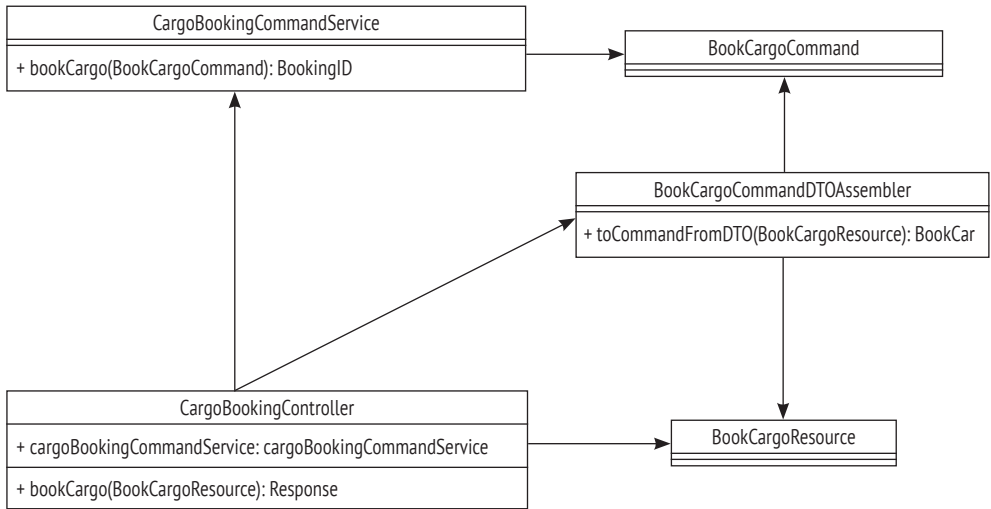 CargoBookingCommandService
+ bookCargo(BookCargoCommand): BookingID
BookCargoCommand
BookCargoCommandDTOAssembler
+ toCommandFromDTO(BookCargoResource): BookCar
CargoBookingController
+ cargoBookingCommandService: cargoBookingCommandService
+ bookCargo(BookCargoResource): Response
BookCargoResource